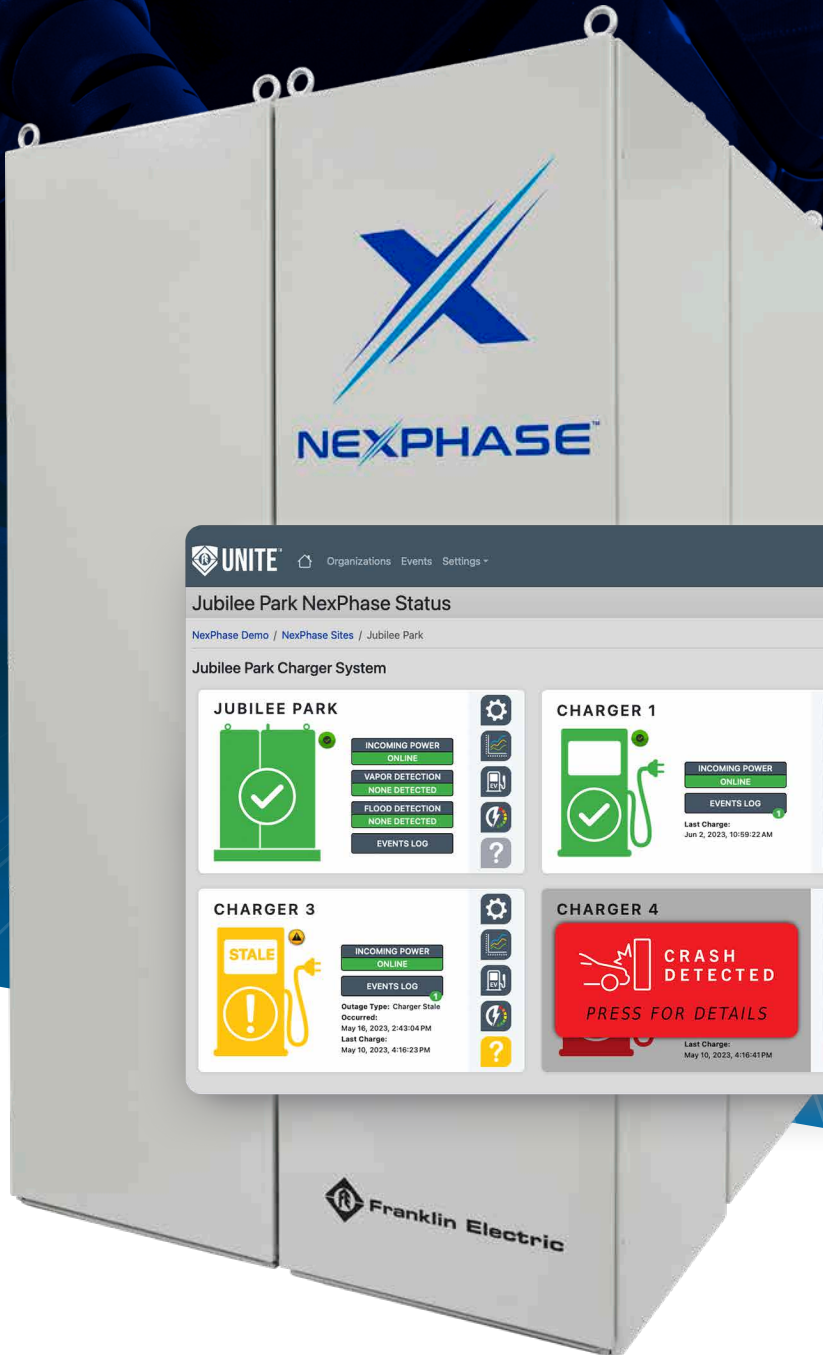 NEXPHASE™
UNITE®
Organizations Events Settings
Jubilee Park NexPhase Status
NexPhase Demo / NexPhase Sites / Jubilee Park
Jubilee Park Charger System
JUBILEE PARK
INCOMING POWER
ONLINE
VAPOR DETECTION
NONE DETECTED
FLOOD DETECTION
NONE DETECTED
EVENTS LOG
EV
?
CHARGER 1
INCOMING POWER
ONLINE
EVENTS LOG
1
Last Charge:
Jun 2, 2023, 10:59:22 AM
CHARGER 3
STALE
!
INCOMING POWER
ONLINE
EVENTS LOG
1
Outage Type: Charger Stale
Occurred:
May 16, 2023, 2:43:04 PM
Last Charge:
May 10, 2023, 4:16:23 PM
EV
?
CHARGER 4
CRASH
DETECTED
PRESS FOR DETAILS
Last Charge:
May 10, 2023, 4:16:41 PM
Franklin Electric